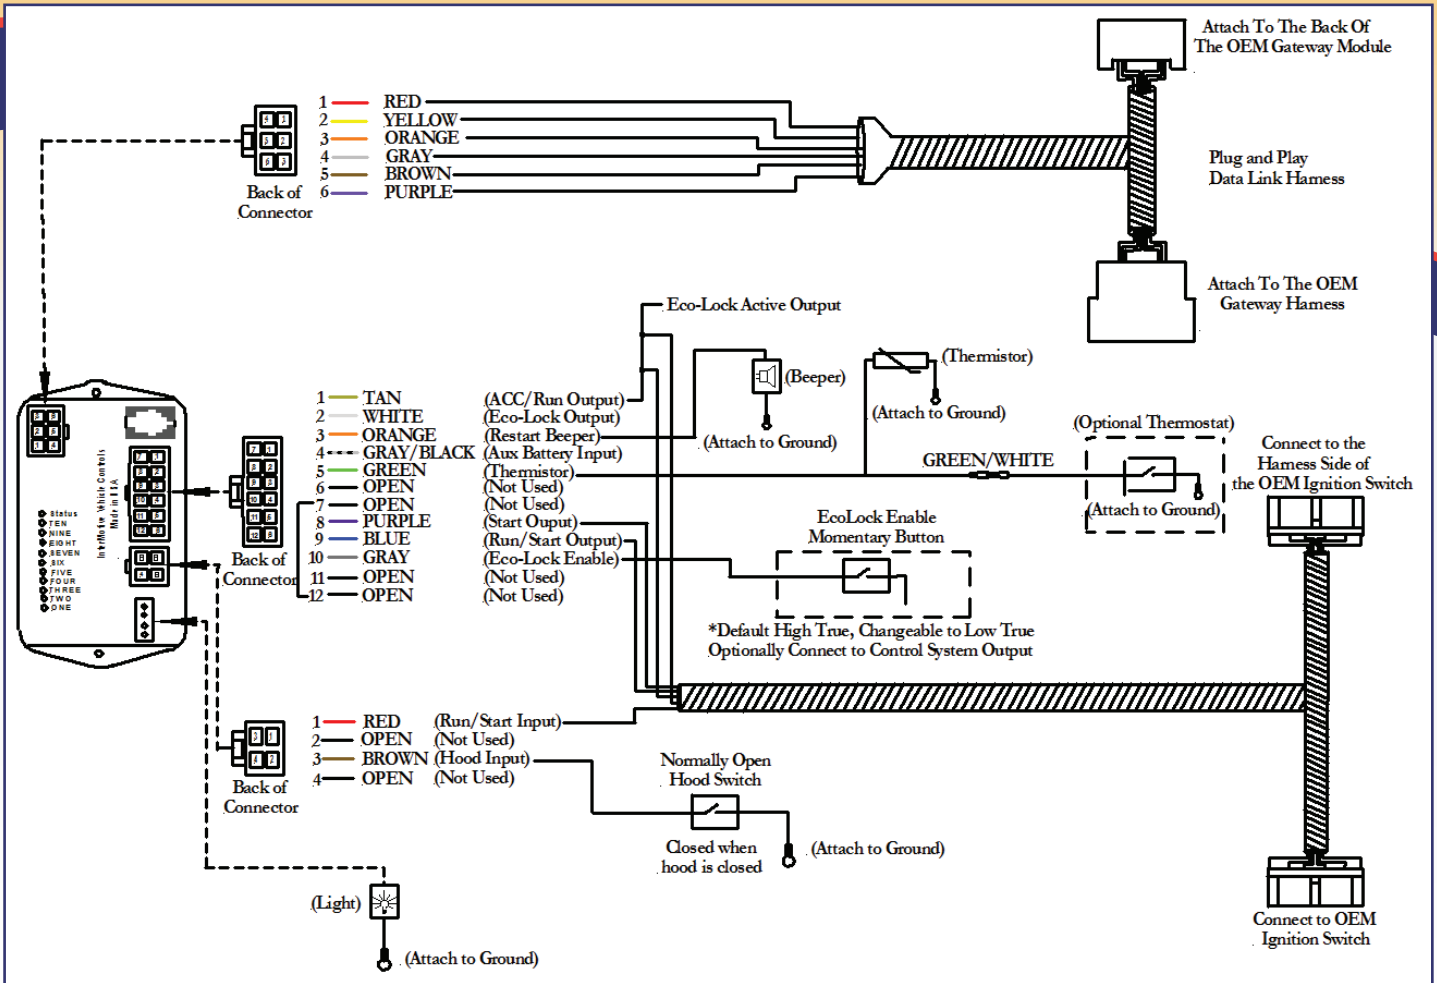 Attach To The Back Of
The OEM Gateway Module
1 RED
2 YELLOW
3 ORANGE
4 GRAY
5 BROWN
6 PURPLE
Back of
Connector
Plug and Play
Data Link Harness
Attach To The OEM
Gateway Harness
Eco-Lock Active Output
(Beeper)
(Attach to Ground)
(Thermistor)
(Attach to Ground)
1 TAN (ACC/Run Output)
2 WHITE (Eco-Lock Output)
3 ORANGE (Restart Beeper)
4 GRAY/BLACK (Aux Battery Input)
5 GREEN (Thermistor)
6 OPEN (Not Used)
7 OPEN (Not Used)
8 PURPLE (Start Ouput)
9 BLUE (Run/Start Output)
10 GRAY (Eco-Lock Enable)
11 OPEN (Not Used)
12 OPEN (Not Used)
Back of
Connector
GREEN/WHITE
(Optional Thermostat)
(Attach to Ground)
Connect to the
Harness Side of
the OEM Ignition Switch
EcoLock Enable
Momentary Button
*Default High True, Changeable to Low True
Optionally Connect to Control System Output
InterMotive Vehicle Controls
Made in USA
Status
TEN
NINE
EIGHT
SEVEN
SIX
FIVE
FOUR
THREE
TWO
ONE
1 RED (Run/Start Input)
2 OPEN (Not Used)
3 BROWN (Hood Input)
4 OPEN (Not Used)
Back of
Connector
Normally Open
Hood Switch
Closed when
hood is closed
(Attach to Ground)
(Light)
(Attach to Ground)
Connect to OEM
Ignition Switch